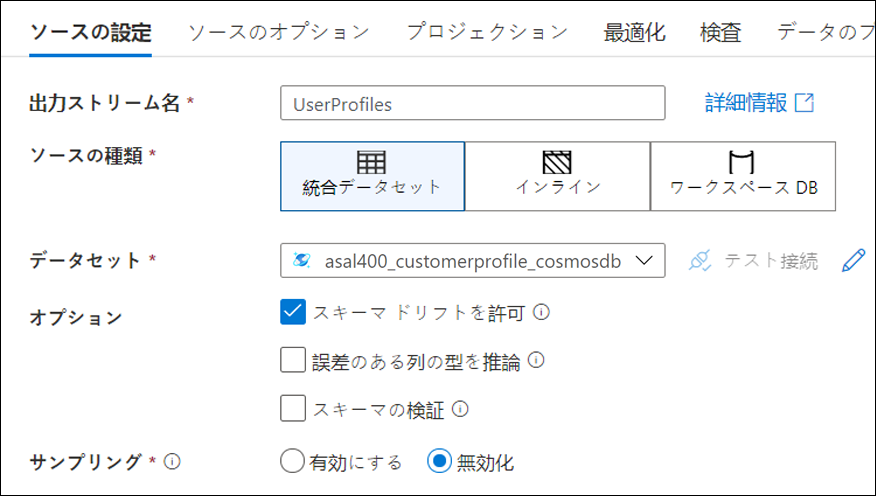 ソースの設定 ソースのオプション プロジェクション 最適化 検査 データのプ
出力ストリーム名 * UserProfiles 詳細情報
ソースの種類 * 統合データセット インライン ワークスペース DB
データセット * asal400_customerprofile_cosmosdb テスト接続
オプション スキーマ ドリフトを許可
誤差のある列の型を推論
スキーマの検証
サンプリング * 有効にする 無効化